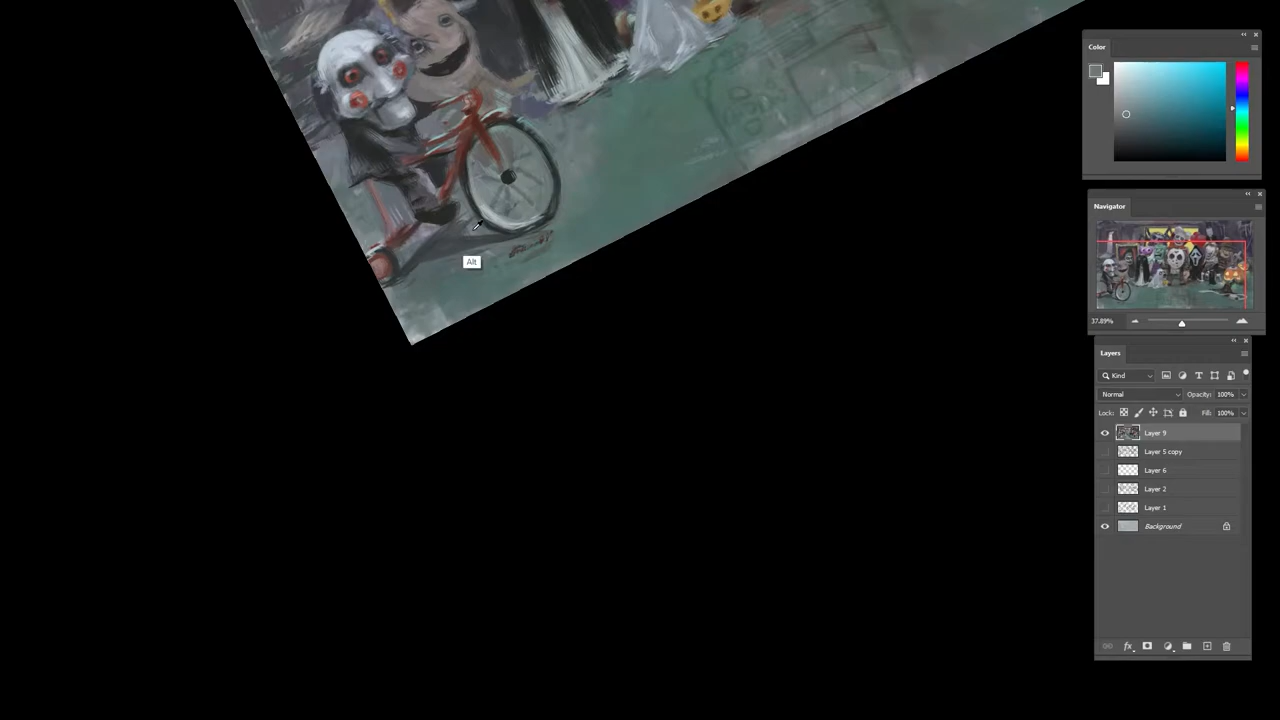 Color
Navigator
37.89%
Layers
Kind
Normal
Opacity: 100%
Lock:
Fill: 100%
Layer 9
Layer 5 copy
Layer 6
Layer 2
Layer 1
Background
fx
Alt